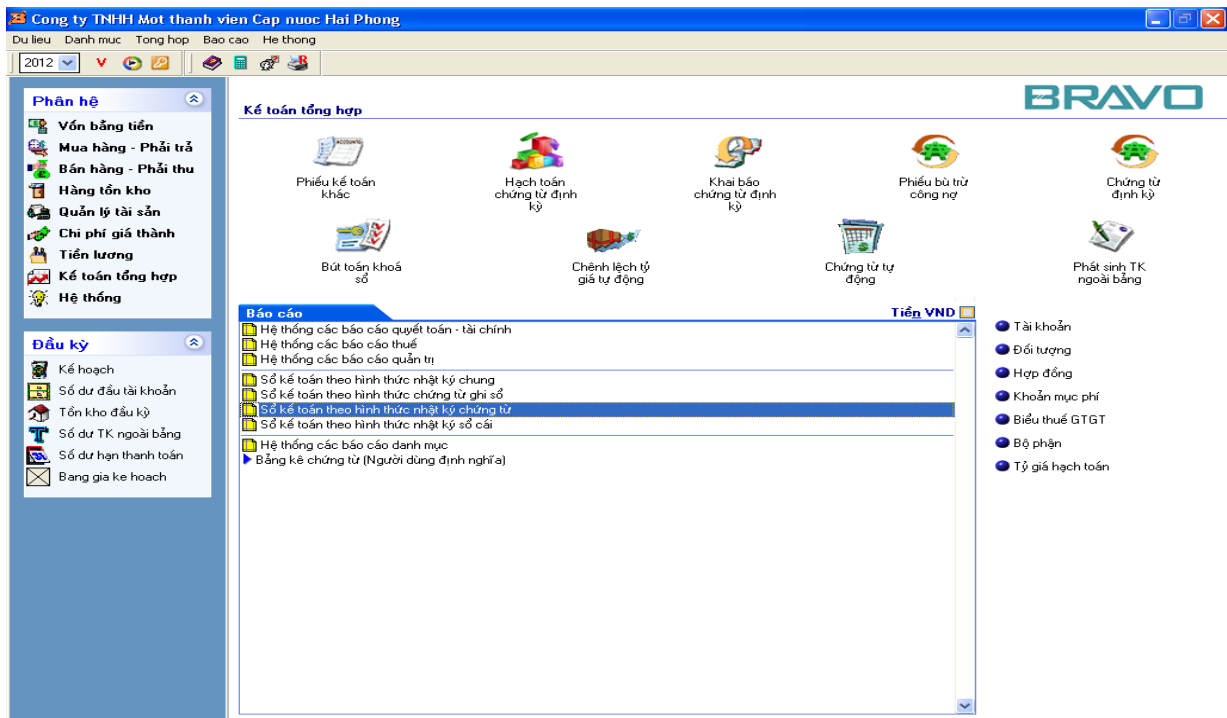 Cong ty TNHH Mot thanh vien Cap nuoc Hai Phong
Du lieu Danh muc Tong hop Bao cao He thong
2012
Phân hệ
Vốn bằng tiền
Mua hàng - Phải trả
Bán hàng - Phải thu
Hàng tồn kho
Quản lý tài sản
Chi phí giá thành
Tiền lương
Kế toán tổng hợp
Hệ thống
Đầu kỳ
Kế hoạch
Số dư đầu tài khoản
Tồn kho đầu kỳ
Số dư TK ngoài bảng
Số dư hạn thanh toán
Bang gia ke hoach
BRAVO
Kế toán tổng hợp
Phiếu kế toán
khác
Hạch toán
chứng từ định
kỳ
Khai báo
chứng từ định
kỳ
Phiếu bù trừ
công nợ
Chứng từ
định kỳ
Bút toán khoá
sổ
Chênh lệch tỷ
giá tự động
Chứng từ tự
động
Phát sinh TK
ngoài bảng
Báo cáo
Tiền VND
Hệ thống các báo cáo quyết toán - tài chính
Hệ thống các báo cáo thuế
Hệ thống các báo cáo quản trị
Sổ kế toán theo hình thức nhật ký chung
Sổ kế toán theo hình thức chứng từ ghi sổ
Sổ kế toán theo hình thức nhật ký chứng từ
Sổ kế toán theo hình thức nhật ký sổ cái
Hệ thống các báo cáo danh mục
Bảng kê chứng từ (Người dùng định nghĩa)
Tài khoản
Đối tượng
Hợp đồng
Khoản mục phí
Biểu thuế GTGT
Bộ phận
Tỷ giá hạch toán